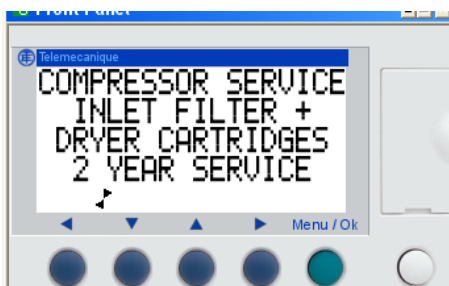 Front Panel
Telemecanique
COMPRESSOR SERVICE
INLET FILTER +
DRYER CARTRIDGES
2 YEAR SERVICE
Menu / Ok